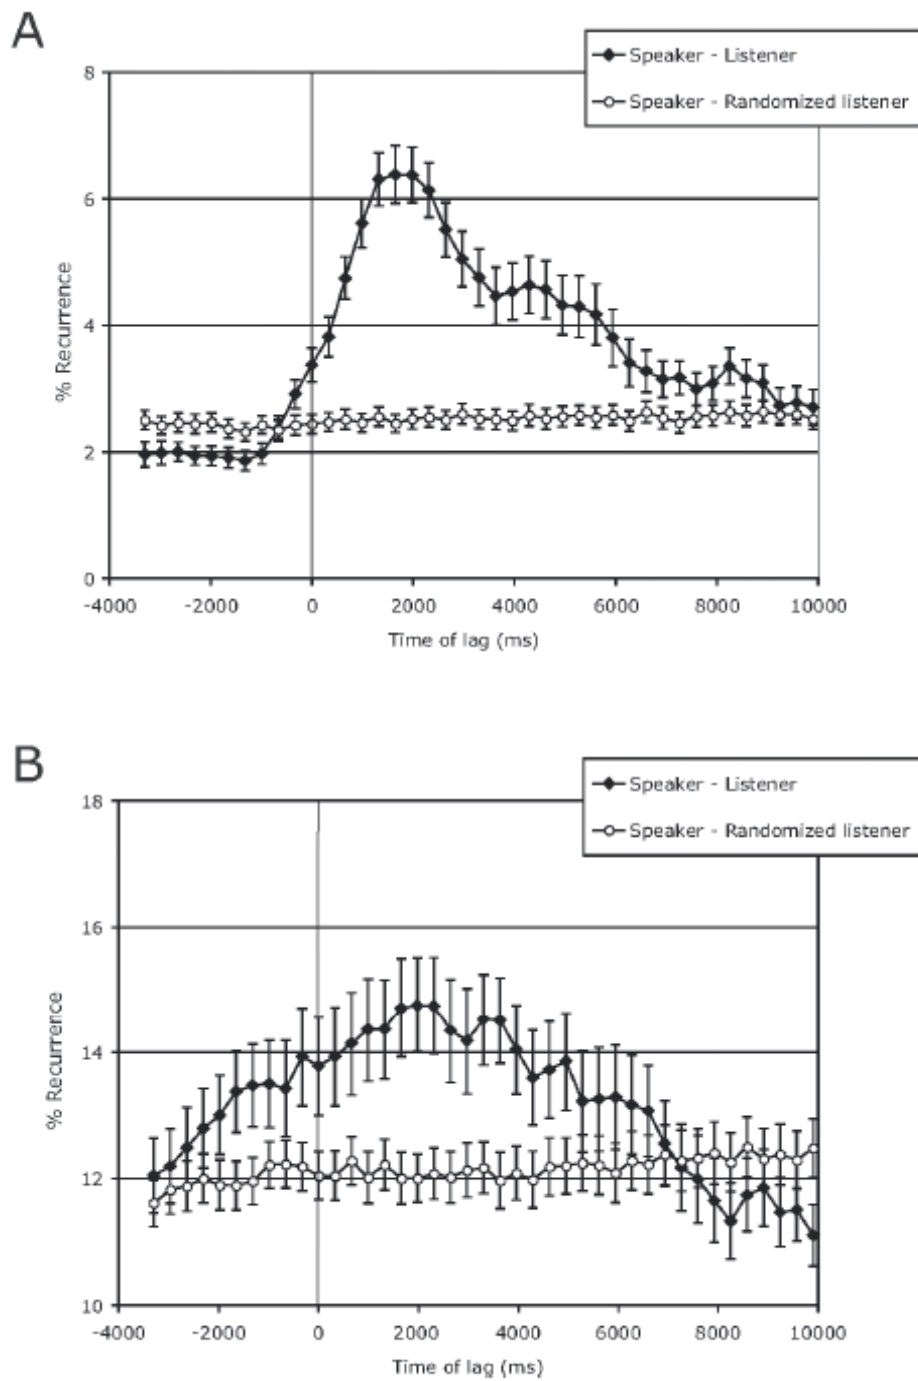 A
Speaker - Listener
Speaker - Randomized listener
8
6
4
2
0
% Recurrence
-4000 -2000 0 2000 4000 6000 8000 10000
Time of lag (ms)
B
Speaker - Listener
Speaker - Randomized listener
18
16
14
12
10
% Recurrence
-4000 -2000 0 2000 4000 6000 8000 10000
Time of lag (ms)